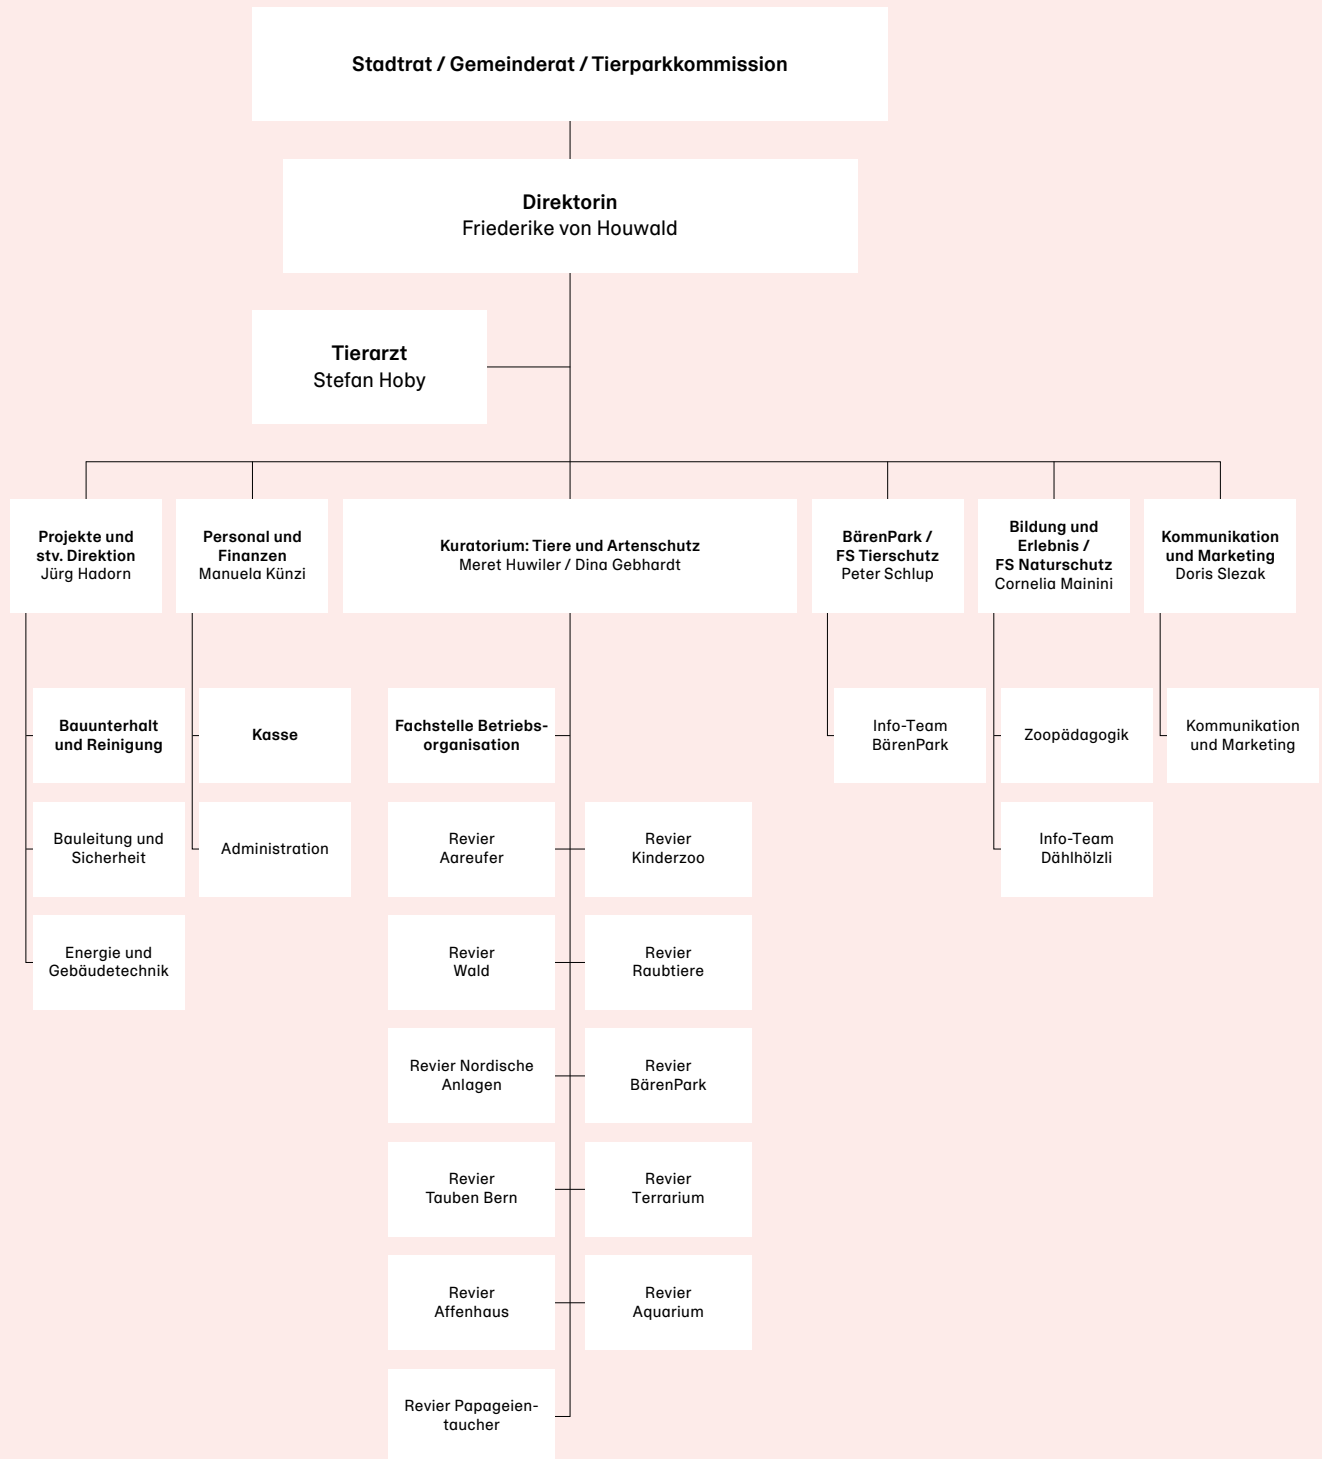 Stadtrat / Gemeinderat / Tierparkkommission
Direktorin
Friederike von Houwald
Tierarzt
Stefan Hoby
Projekte und
stv. Direktion
Jürg Hadorn
Personal und
Finanzen
Manuela Künzi
Kuratorium: Tiere und Artenschutz
Meret Huwiler / Dina Gebhardt
BärenPark /
FS Tierschutz
Peter Schlup
Bildung und
Erlebnis /
FS Naturschutz
Cornelia Mainini
Kommunikation
und Marketing
Doris Slezak
Bauunterhalt
und Reinigung
Kasse
Fachstelle Betriebs-
organisation
Info-Team
BärenPark
Zoopädagogik
Kommunikation
und Marketing
Bauleitung und
Sicherheit
Administration
Revier
Aareufer
Revier
Kinderzoo
Info-Team
Dählhölzli
Energie und
Gebäudetechnik
Revier
Wald
Revier
Raubtiere
Revier Nordische
Anlagen
Revier
BärenPark
Revier
Tauben Bern
Revier
Terrarium
Revier
Affenhaus
Revier
Aquarium
Revier Papageien-
taucher